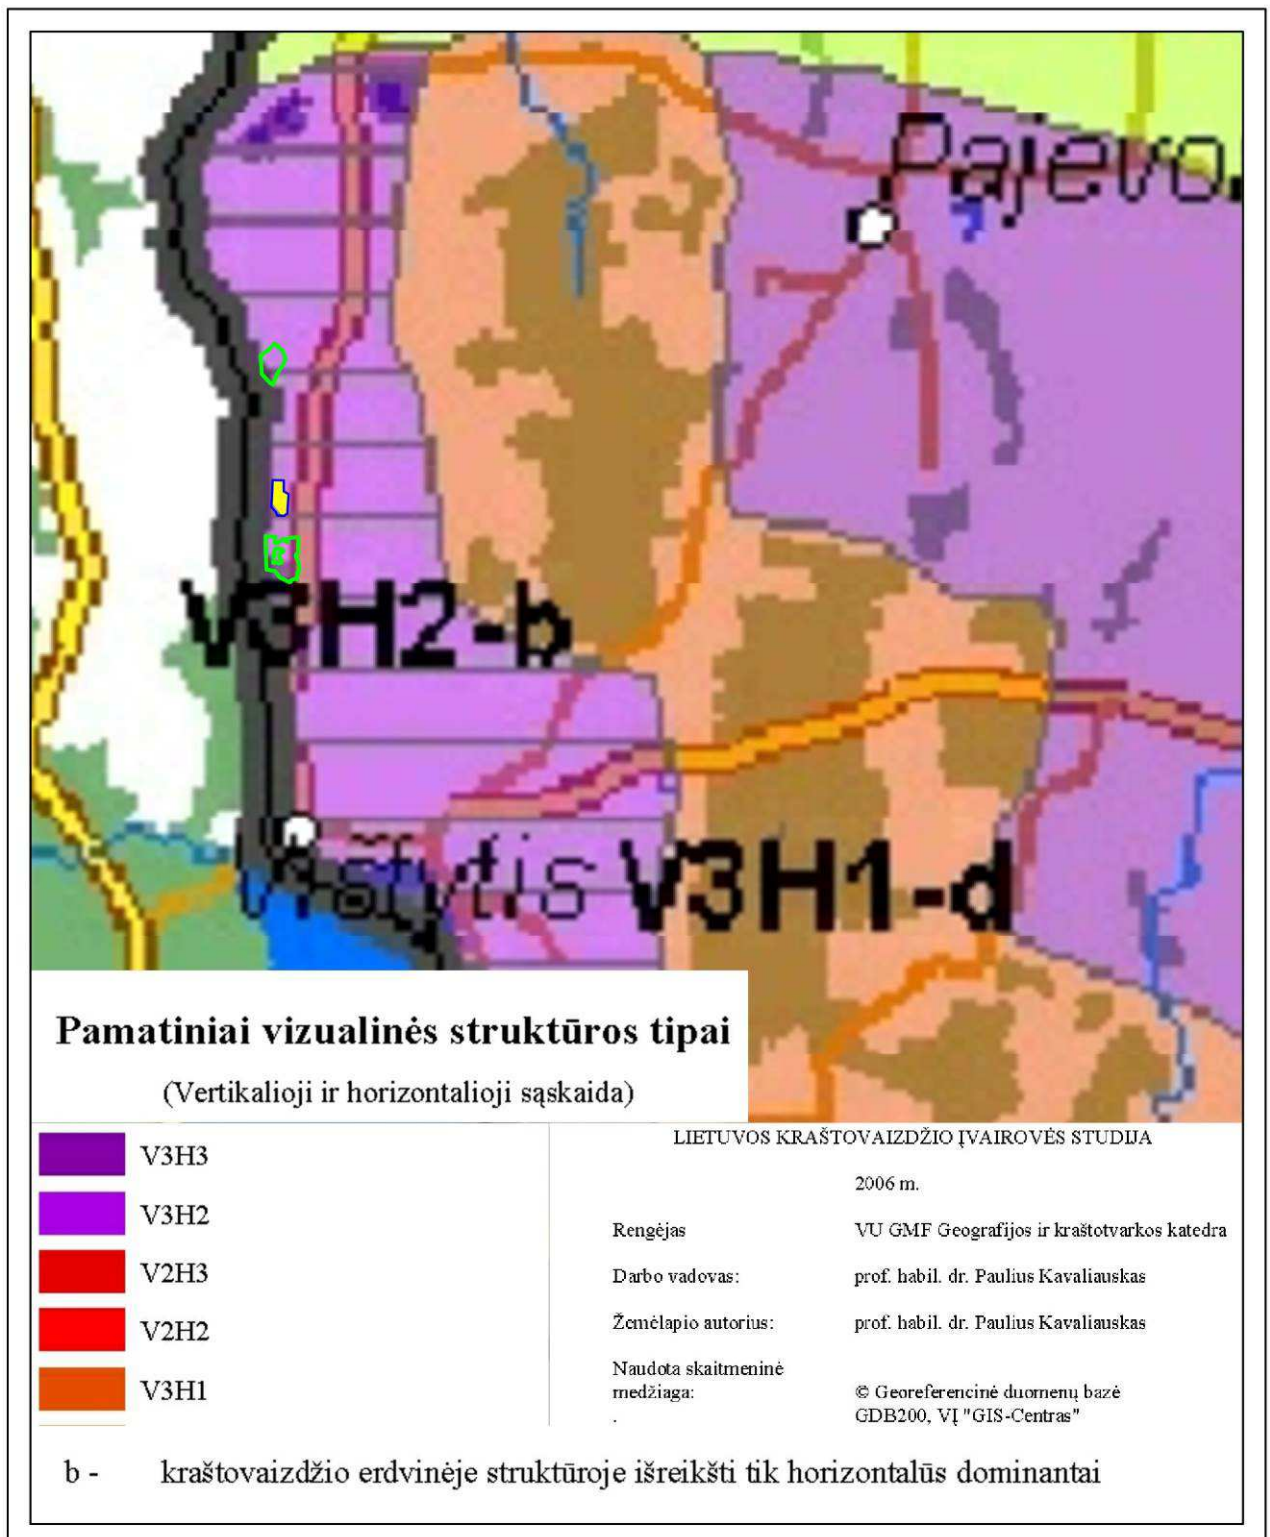 Pajevo
V3H2-b
V3H1-d
Pamatiniai vizualinės struktūros tipai
(Vertikalioji ir horizontalioji sąskaida)
V3H3
V3H2
V2H3
V2H2
V3H1
LIETUVOS KRAŠTOVAIZDŽIO ĮVAIROVĖS STUDIJA
2006 m.
Rengėjas VU GMF Geografijos ir kraštotvarkos katedra
Darbo vadovas: prof. habil. dr. Paulius Kavaliauskas
Žemėlapio autorius: prof. habil. dr. Paulius Kavaliauskas
Naudota skaitmeninė
medžiaga: © Georeferencinė duomenų bazė
. GDB200, VĮ "GIS-Centras"
b - kraštovaizdžio erdvinėje struktūroje išreikšti tik horizontalūs dominantai